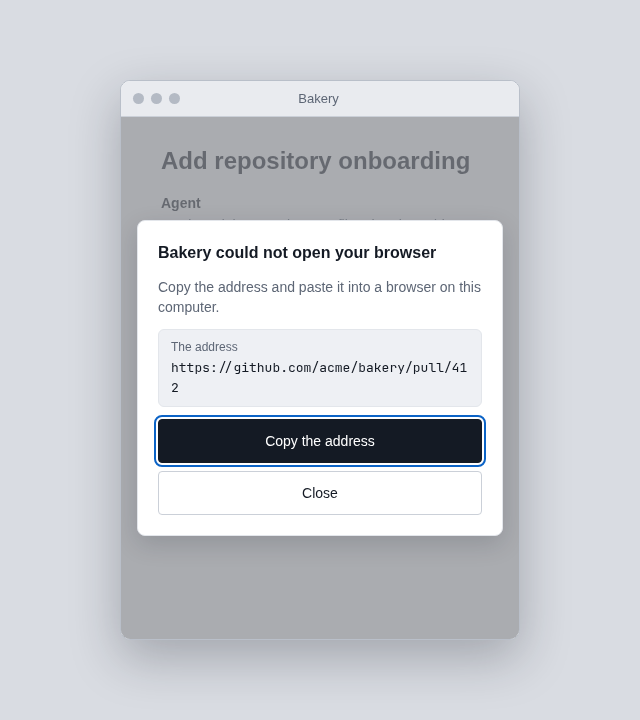 Bakery
Add repository onboarding
Agent
Bakery could not open your browser
Copy the address and paste it into a browser on this
computer.
The address
https://github.com/acme/bakery/pull/41
2
Copy the address
Close